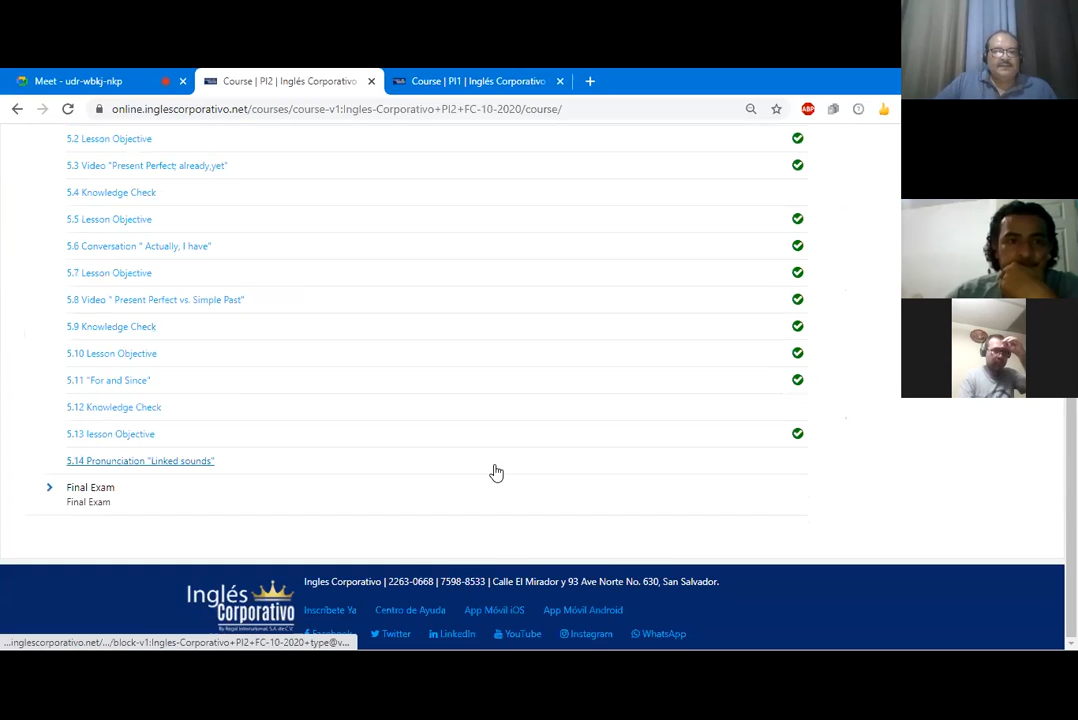 Meet - udr-wbkj-nkp
Course | PI2 | Inglés Corporativo
Course | PI1 | Inglés Corporativo
online.inglescorporativo.net/courses/course-v1:Ingles-Corporativo+PI2+FC-10-2020/course/
ABP
5.2 Lesson Objective
5.3 Video "Present Perfect; already,yet"
5.4 Knowledge Check
5.5 Lesson Objective
5.6 Conversation " Actually, I have"
5.7 Lesson Objective
5.8 Video " Present Perfect vs. Simple Past"
5.9 Knowledge Check
5.10 Lesson Objective
5.11 "For and Since"
5.12 Knowledge Check
5.13 lesson Objective
5.14 Pronunciation "Linked sounds"
Final Exam
Final Exam
Inglés
Corporativo
Ingles Corporativo | 2263-0668 | 7598-8533 | Calle El Mirador y 93 Ave Norte No. 630, San Salvador.
Inscríbete Ya Centro de Ayuda App Móvil iOS App Móvil Android
Facebook Twitter LinkedIn YouTube Instagram WhatsApp
...inglescorporativo.net/.../block-v1:Ingles-Corporativo+PI2+FC-10-2020+type@v...